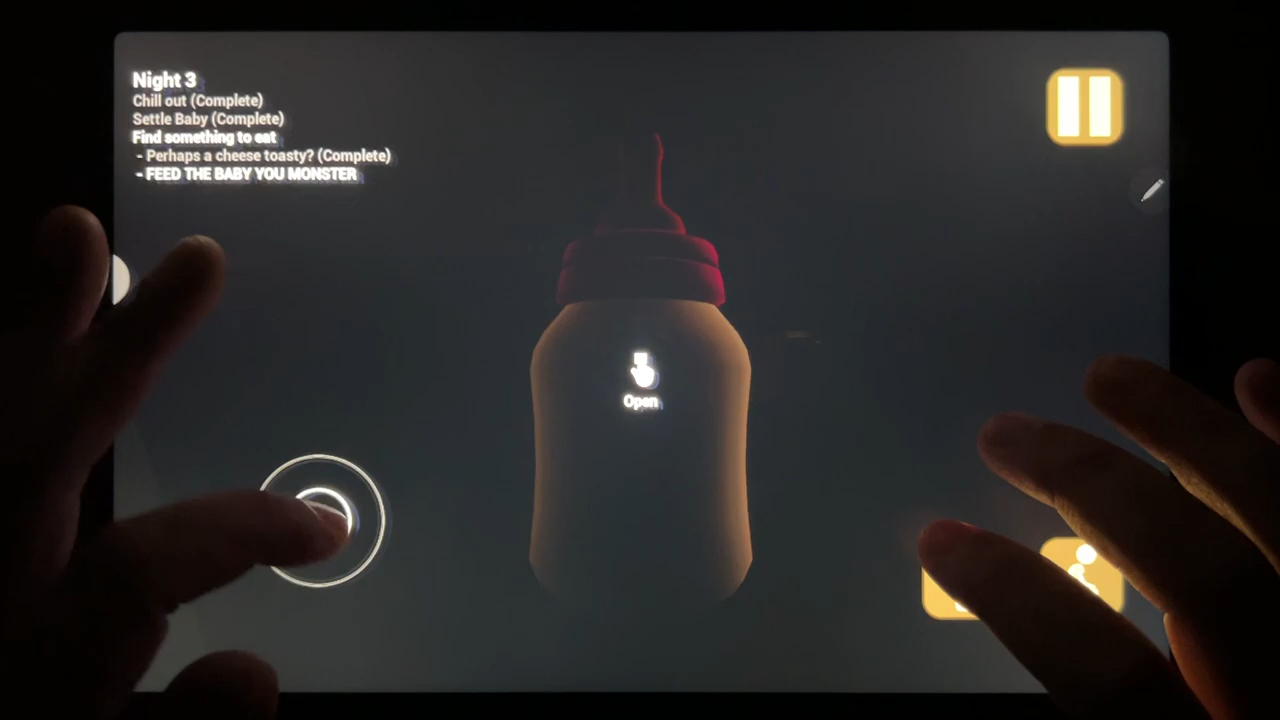 Night 3
Chill out (Complete)
Settle Baby (Complete)
Find something to eat
- Perhaps a cheese toasty? (Complete)
- FEED THE BABY YOU MONSTER
Open